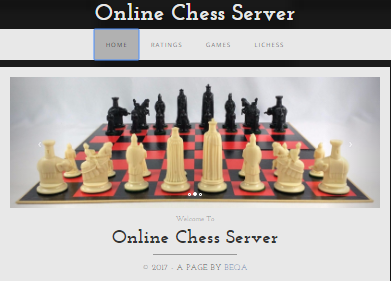 Online Chess Server
HOME RATINGS GAMES LICHESS
Welcome To
Online Chess Server
© 2017 - A PAGE BY BEQA